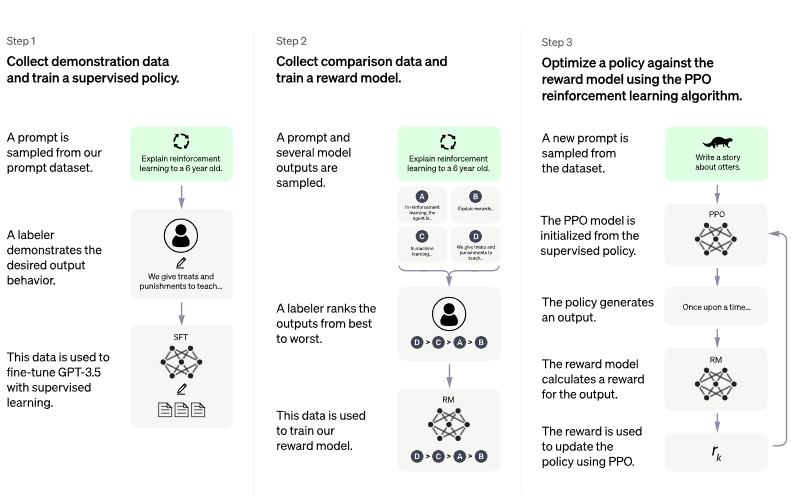 Step 1
Collect demonstration data
and train a supervised policy.
A prompt is
sampled from our
prompt dataset.
Explain reinforcement
learning to a 6 year old.
A labeler
demonstrates the
desired output
behavior.
We give treats and
punishments to teach...
This data is used to
fine-tune GPT-3.5
with supervised
learning.
SFT
Step 2
Collect comparison data and
train a reward model.
A prompt and
several model
outputs are
sampled.
Explain reinforcement
learning to a 6 year old.
A
In reinforcement
learning, the
agent is...
B
Explain rewards...
C
In machine
learning...
D
We give treats and
punishments to
teach...
A labeler ranks the
outputs from best
to worst.
D > C > A > B
This data is used
to train our
reward model.
RM
D > C > A > B
Step 3
Optimize a policy against the
reward model using the PPO
reinforcement learning algorithm.
A new prompt is
sampled from
the dataset.
Write a story
about otters.
The PPO model is
initialized from the
supervised policy.
PPO
The policy generates
an output.
Once upon a time...
The reward model
calculates a reward
for the output.
RM
The reward is used
to update the
policy using PPO.
rk